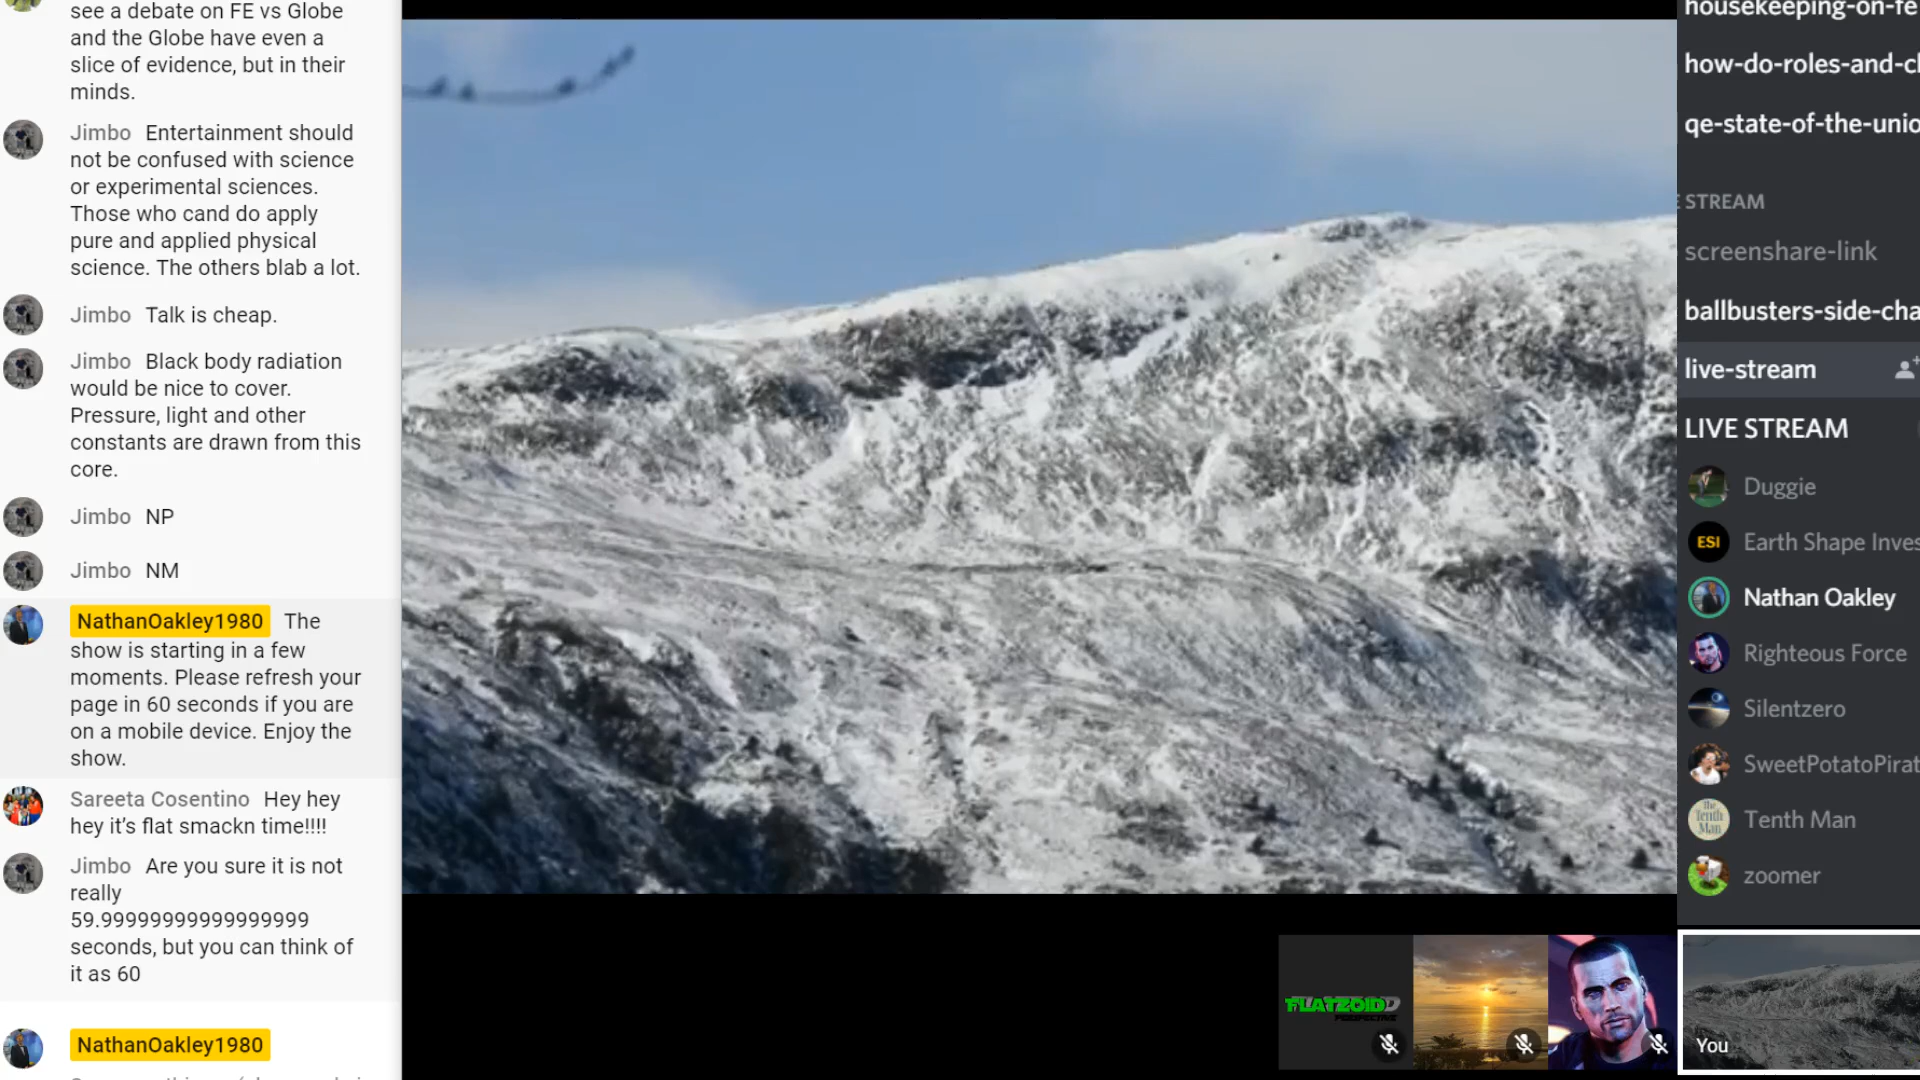 see a debate on FE vs Globe
and the Globe have even a
slice of evidence, but in their
minds.
Jimbo Entertainment should
not be confused with science
or experimental sciences.
Those who cand do apply
pure and applied physical
science. The others blab a lot.
Jimbo Talk is cheap.
Jimbo Black body radiation
would be nice to cover.
Pressure, light and other
constants are drawn from this
core.
Jimbo NP
Jimbo NM
NathanOakley1980 The
show is starting in a few
moments. Please refresh your
page in 60 seconds if you are
on a mobile device. Enjoy the
show.
Sareeta Cosentino Hey hey
hey it's flat smackn time!!!!
Jimbo Are you sure it is not
really
59.99999999999999999
seconds, but you can think of
it as 60
NathanOakley1980
FLATZOID
PERSPECTIVE
You
housekeeping-on-fe
how-do-roles-and-cl
qe-state-of-the-unio
E STREAM
screenshare-link
ballbusters-side-cha
live-stream
LIVE STREAM
Duggie
ESI Earth Shape Inves
Nathan Oakley
Righteous Force
Silentzero
SweetPotatoPirat
The Tenth Man Tenth Man
zoomer